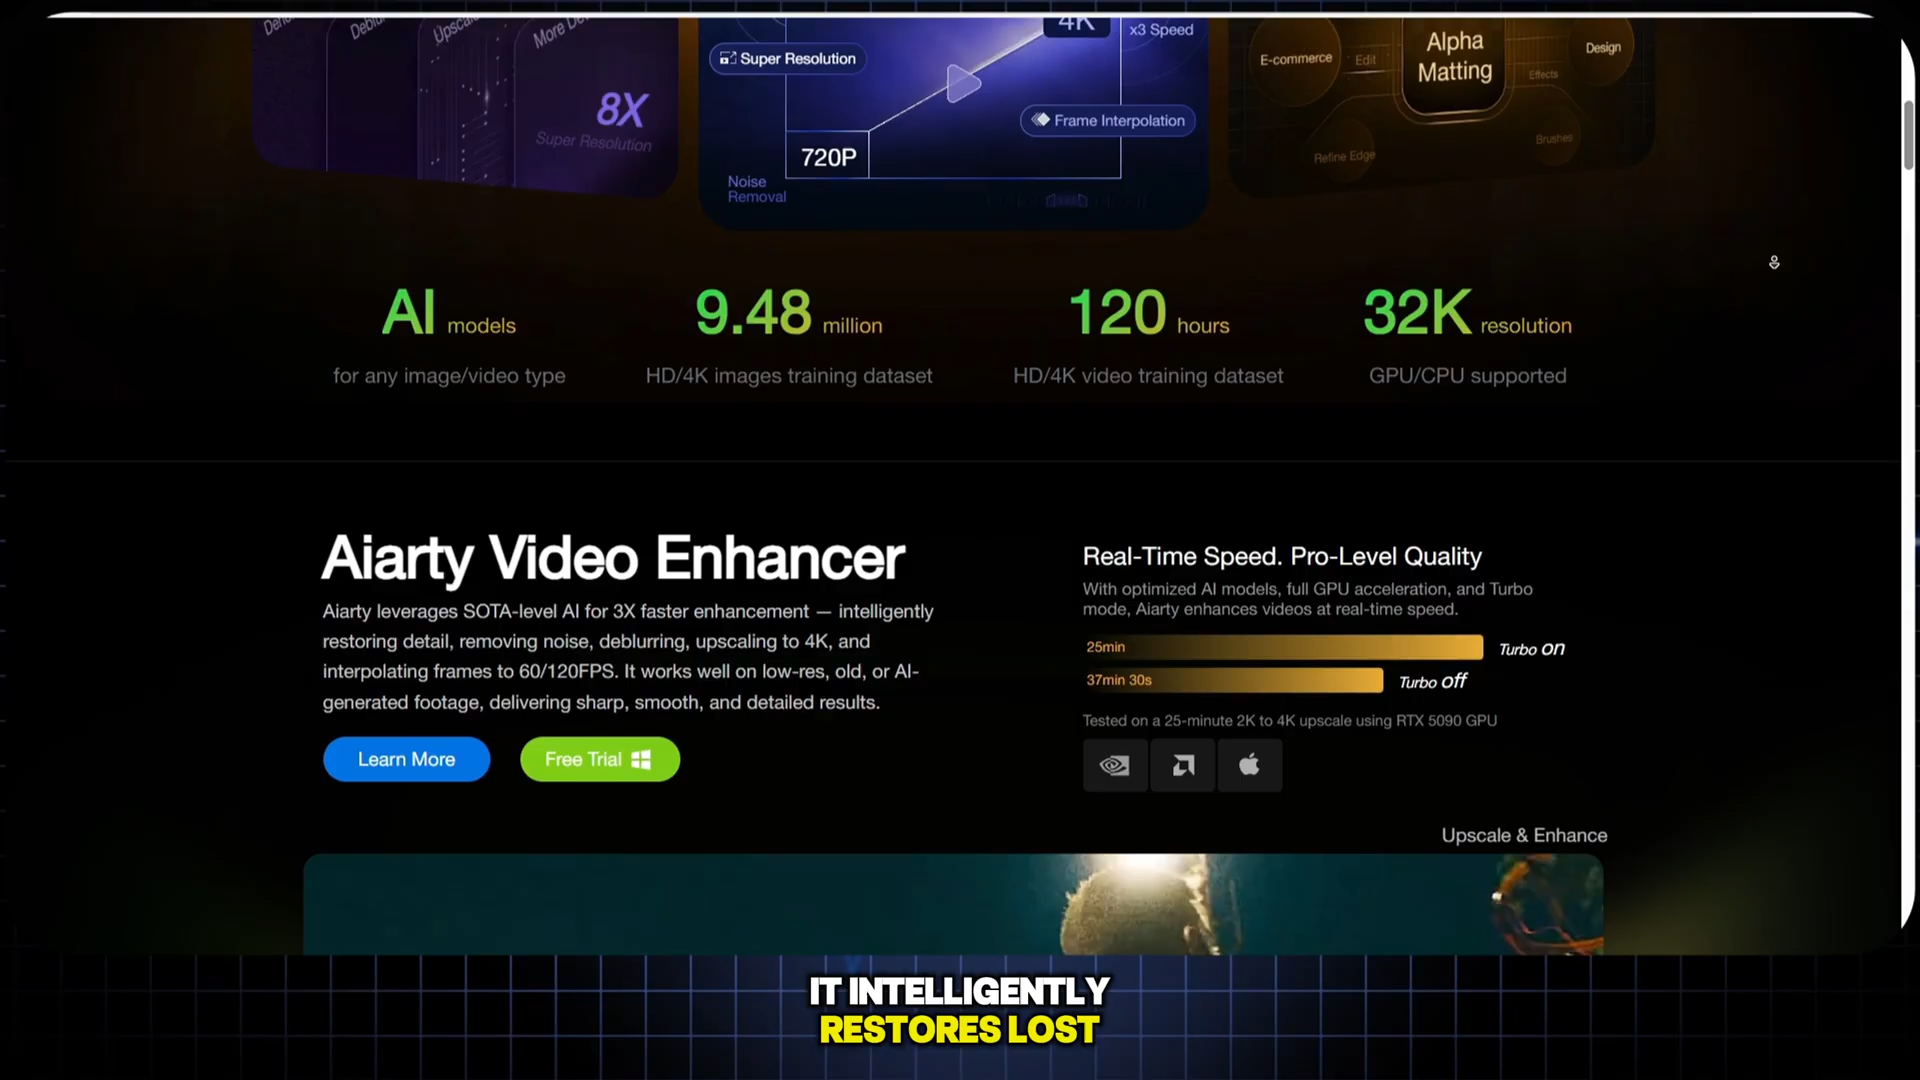 Upscale
8X
Super Resolution
Super Resolution
4K
x3 Speed
Frame Interpolation
720P
Noise
Removal
E-commerce
Edit
Alpha
Matting
Design
Effects
Brushes
Refine Edge
AI models
for any image/video type
9.48 million
HD/4K images training dataset
120 hours
HD/4K video training dataset
32K resolution
GPU/CPU supported
Aiarty Video Enhancer
Aiarty leverages SOTA-level AI for 3X faster enhancement — intelligently
restoring detail, removing noise, deblurring, upscaling to 4K, and
interpolating frames to 60/120FPS. It works well on low-res, old, or AI-
generated footage, delivering sharp, smooth, and detailed results.
Learn More
Free Trial
Real-Time Speed. Pro-Level Quality
With optimized AI models, full GPU acceleration, and Turbo
mode, Aiarty enhances videos at real-time speed.
25min
Turbo on
37min 30s
Turbo off
Tested on a 25-minute 2K to 4K upscale using RTX 5090 GPU
Upscale & Enhance
IT INTELLIGENTLY
RESTORES LOST